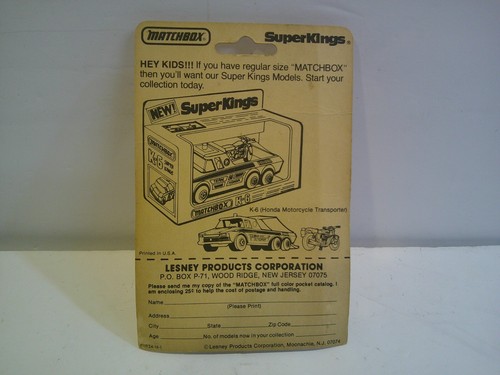 MATCHBOX SuperKings
HEY KIDS!!! If you have regular size "MATCHBOX"
then you'll want our Super Kings Models. Start your
collection today.
NEW! SuperKings
MATCHBOX
K-6
MATCHBOX K-6
K-6 (Honda Motorcycle Transporter)
Printed in U.S.A.
LESNEY PRODUCTS CORPORATION
P.O. BOX P-71, WOOD RIDGE, NEW JERSEY 07075
Please send me my copy of the "MATCHBOX" full color pocket catalog. I
am enclosing 25¢ to help the cost of postage and handling.
Name
(Please Print)
Address
City State Zip Code
Age No. of models now in your collection
© Lesney Products Corporation, Moonachie, N.J. 07074